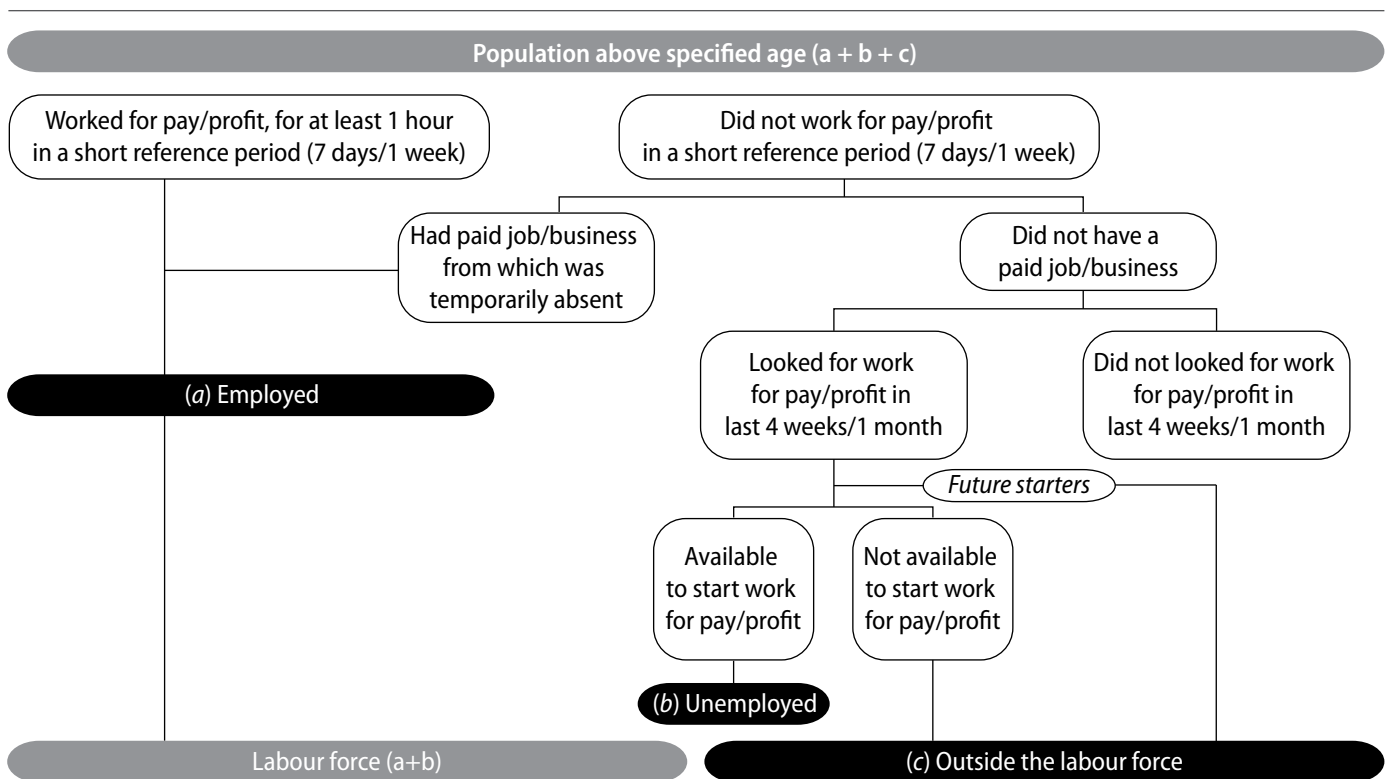 Population above specified age (a + b + c)
Worked for pay/profit, for at least 1 hour
in a short reference period (7 days/1 week)
Did not work for pay/profit
in a short reference period (7 days/1 week)
Had paid job/business
from which was
temporarily absent
Did not have a
paid job/business
Looked for work
for pay/profit in
last 4 weeks/1 month
Did not looked for work
for pay/profit in
last 4 weeks/1 month
(a) Employed
Future starters
Available
to start work
for pay/profit
Not available
to start work
for pay/profit
(b) Unemployed
Labour force (a+b)
(c) Outside the labour force